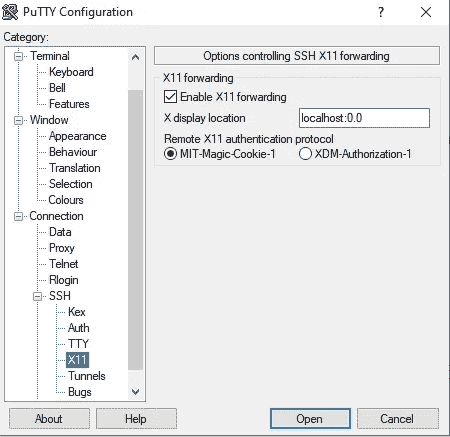 PuTTY Configuration
?
Category:
Terminal
Keyboard
Bell
Features
Window
Appearance
Behaviour
Translation
Selection
Colours
Connection
Data
Proxy
Telnet
Rlogin
SSH
Kex
Auth
TTY
X11
Tunnels
Bugs
Options controlling SSH X11 forwarding
X11 forwarding
Enable X11 forwarding
X display location localhost:0.0
Remote X11 authentication protocol
MIT-Magic-Cookie-1 XDM-Authorization-1
About Help Open Cancel